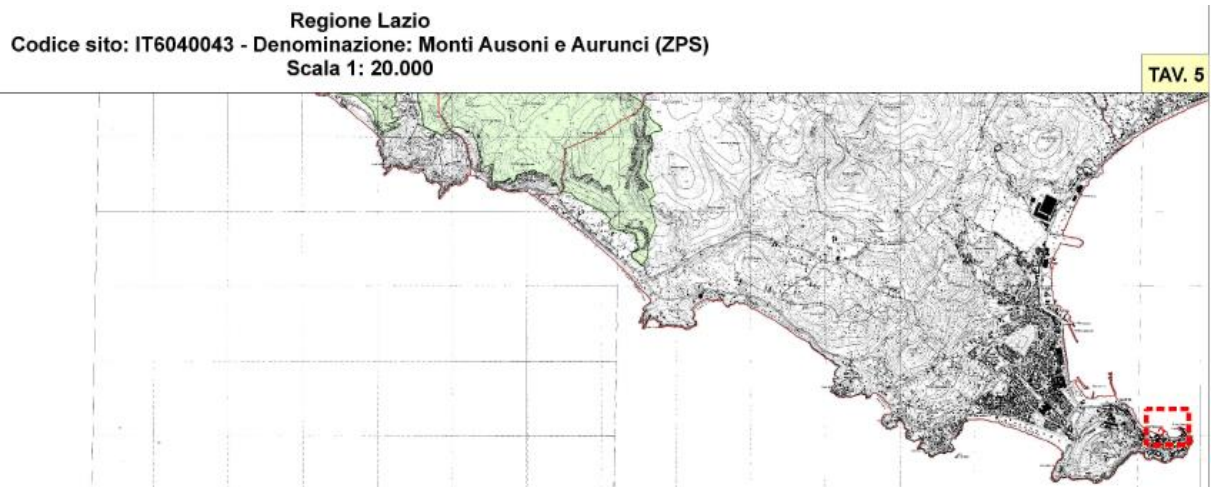 Regione Lazio
Codice sito: IT6040043 - Denominazione: Monti Ausoni e Aurunci (ZPS)
Scala 1: 20.000
TAV. 5